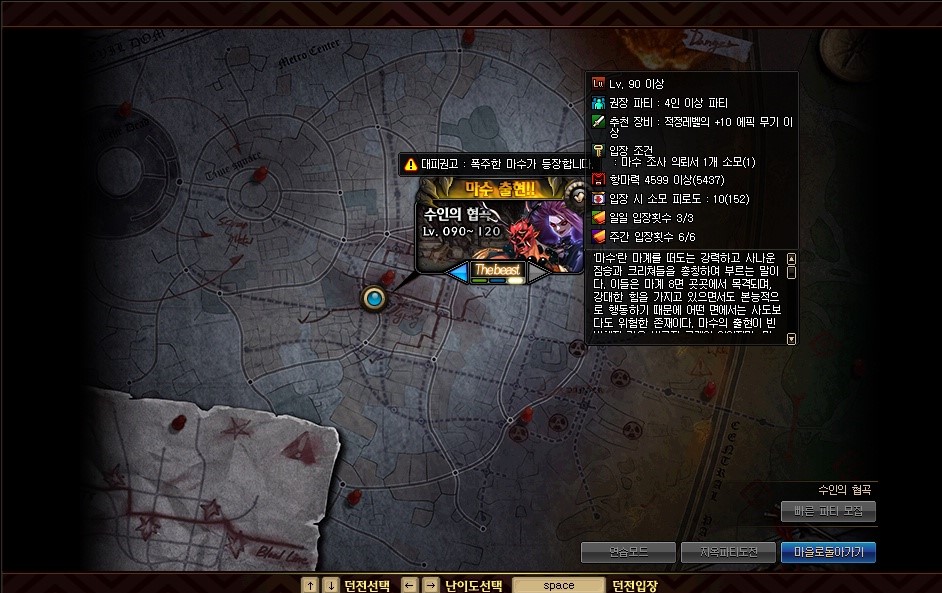 Metro Center
Danger
Time square
Lv. 90 이상
권장 파티 : 4인 이상 파티
추천 장비 : 적정레벨의 +10 에픽 무기 이
상
입장 조건
: 마수 조사 의뢰서 1개 소모(1)
항마력 4599 이상(5437)
입장 시 소모 피로도 : 10(152)
일일 입장횟수 3/3
주간 입장횟수 6/6
대피권고 : 폭주한 마수가 등장합니다.
마수 출현!!
수인의 협곡
Lv. 090~120
The beast
'마수'란 마계를 떠도는 강력하고 사나운
짐승과 크리쳐들을 총칭하여 부르는 말이
다. 이들은 마계 6면 곳곳에서 목격되며,
강대한 힘을 가지고 있으면서도 본능적으
로 행동하기 때문에 어떤 면에서는 사도보
다도 위험한 존재이다. 마수의 출현이 빈
CENTRAL
Blood Line
수인의 협곡
빠른 파티 모집
연습모드
지옥파티도전
마을로돌아가기
↑ ↓ 던전선택 ← → 난이도선택 space 던전입장